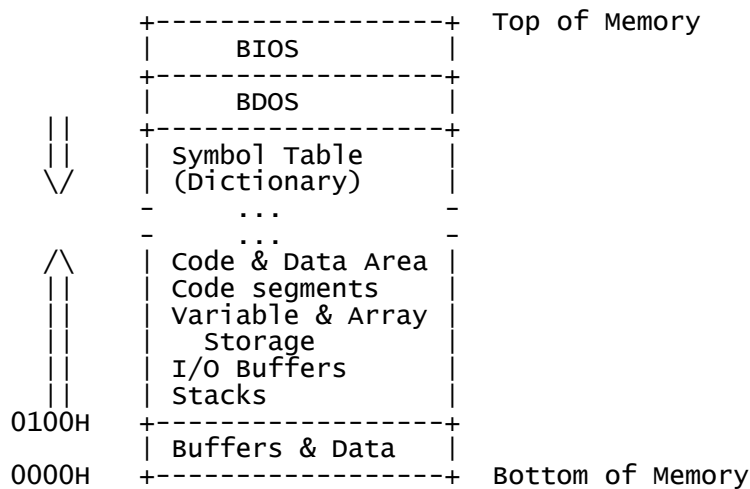 +------------------+ Top of Memory
| BIOS |
+------------------+
| BDOS |
|| +------------------+
|| | Symbol Table |
\/ | (Dictionary) |
- ... -
- ... -
/\ | Code & Data Area |
|| | Code segments |
|| | Variable & Array |
|| | Storage |
|| | I/O Buffers |
|| | Stacks |
0100H +------------------+
| Buffers & Data |
0000H +------------------+ Bottom of Memory